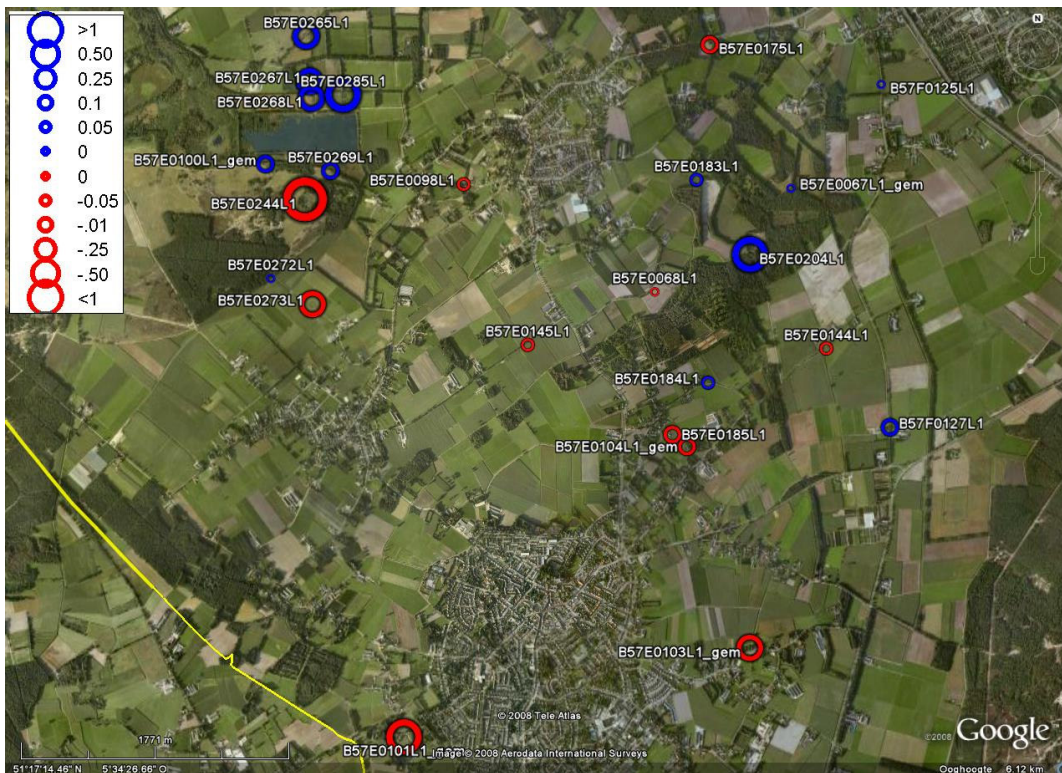 >1
0.50
0.25
0.1
0.05
0
0
-0.05
-.01
-.25
-.50
<1
B57E0265L1
B57E0175L1
N
B57E0267L1
B57E0285L1
B57F0125L1
B57E0268L1
B57E0100L1_gem
B57E0269L1
B57E0183L1
B57E0098L1
B57E0067L1_gem
B57E0244L1
B57E0204L1
B57E0272L1
B57E0068L1
B57E0273L1
B57E0145L1
B57E0144L1
B57E0184L1
B57F0127L1
B57E0185L1
B57E0104L1_gem
B57E0103L1_gem
© 2008 Tele Atlas
1771 m
B57E0101L1_gem
Image © 2008 Aerodata International Surveys
©2008 Google
51°17'14.46" N 5°34'26.66" O
Ooghoogte 6.12 km